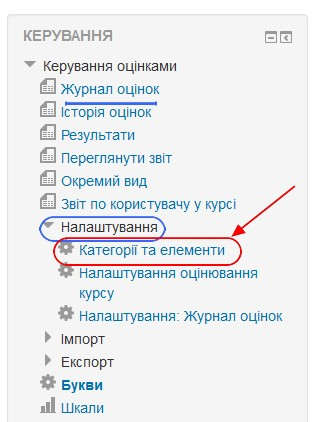 КЕРУВАННЯ
Керування оцінками
Журнал оцінок
Історія оцінок
Результати
Переглянути звіт
Окремий вид
Звіт по користувачу у курсі
Налаштування
Категорії та елементи
Налаштування оцінювання
курсу
Налаштування: Журнал оцінок
Імпорт
Експорт
Букви
Шкали